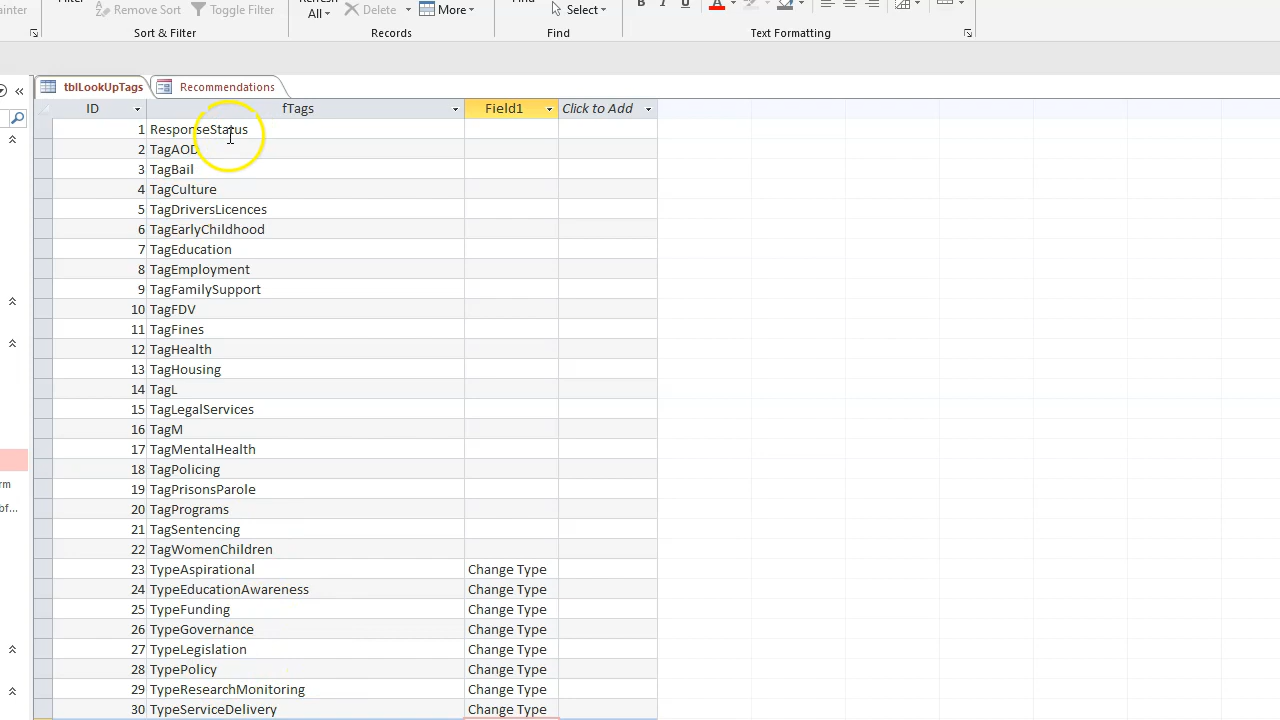 Remove Sort
Toggle Filter
All
Delete
More
Select
B I U A
Sort & Filter
Records
Find
Text Formatting
tblLookUpTags
Recommendations
ID
fTags
Field1
Click to Add
1 ResponseStatus
2 TagAOD
3 TagBail
4 TagCulture
5 TagDriversLicences
6 TagEarlyChildhood
7 TagEducation
8 TagEmployment
9 TagFamilySupport
10 TagFDV
11 TagFines
12 TagHealth
13 TagHousing
14 TagL
15 TagLegalServices
16 TagM
17 TagMentalHealth
18 TagPolicing
19 TagPrisonsParole
20 TagPrograms
21 TagSentencing
22 TagWomenChildren
23 TypeAspirational Change Type
24 TypeEducationAwareness Change Type
25 TypeFunding Change Type
26 TypeGovernance Change Type
27 TypeLegislation Change Type
28 TypePolicy Change Type
29 TypeResearchMonitoring Change Type
30 TypeServiceDelivery Change Type
rm
bf...